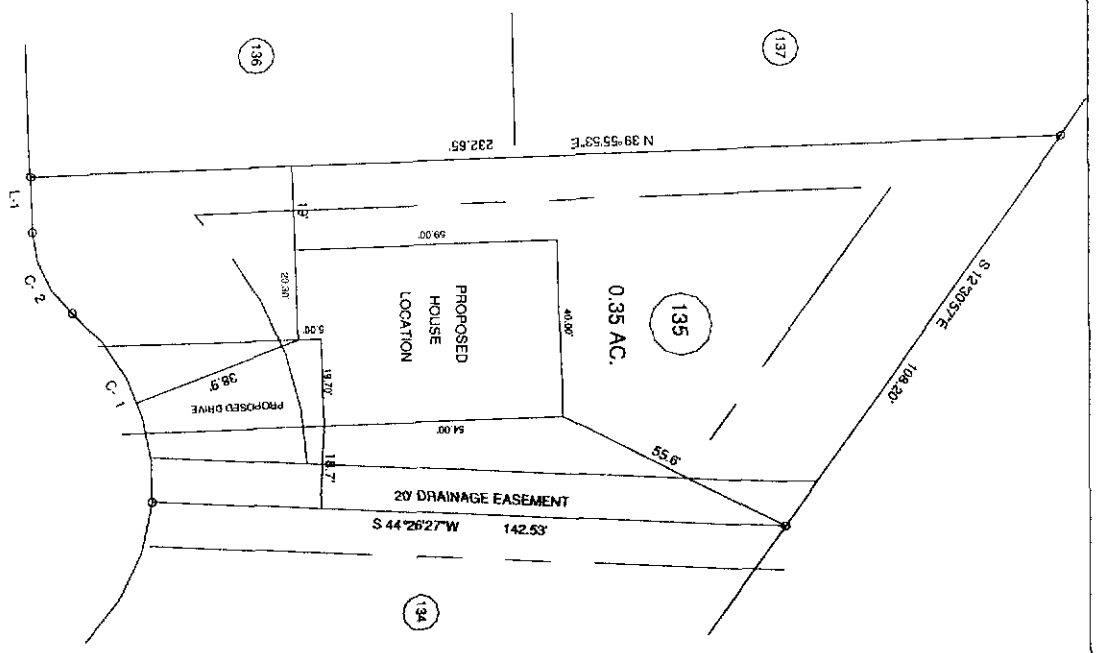 136
137
N 39°55'53"E
232.65'
L-1
19'
59.00'
C-2
20.30'
PROPOSED
HOUSE
LOCATION
40.00'
0.35 AC.
135
S 12°30'57"E
108.20'
5.00'
19.70'
38.9'
C-1
PROPOSED DRIVE
54.00'
55.6'
18.7'
20' DRAINAGE EASEMENT
S 44°26'27"W 142.53'
134